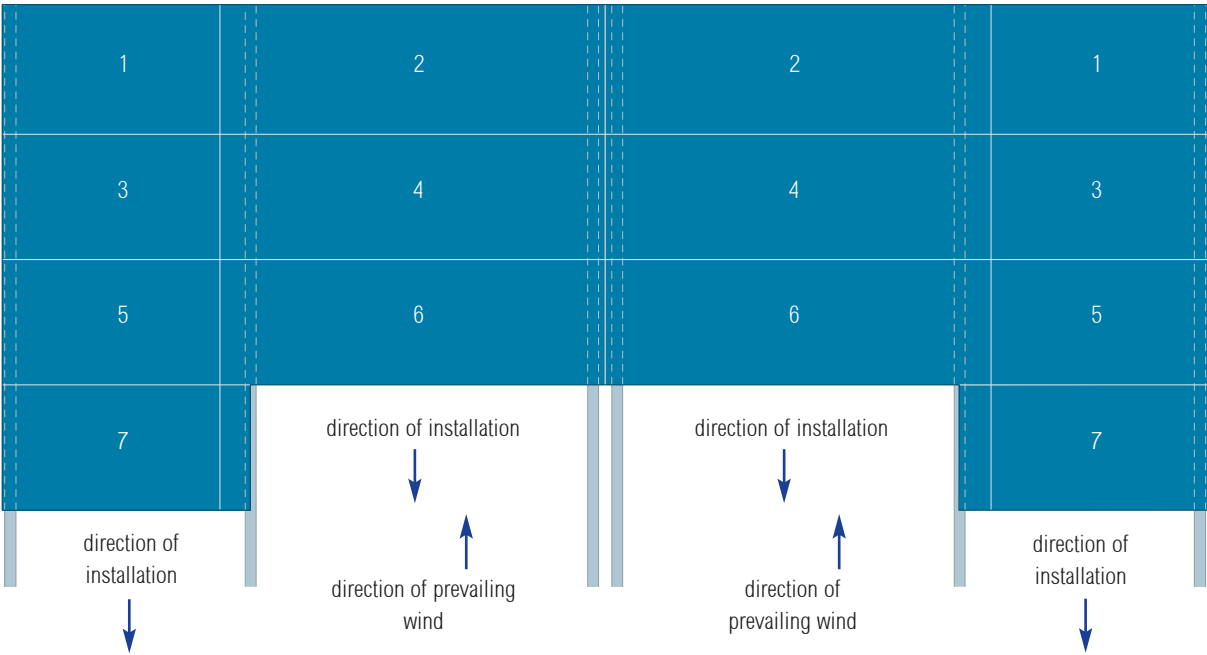 1 2 2 1
3 4 4 3
5 6 6 5
7 7
direction of installation
direction of installation
direction of
installation
direction of prevailing
wind
direction of
prevailing wind
direction of
installation